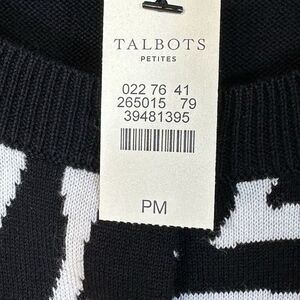 TALBOTS
PETITES
022 76 41
265015 79
39481395
PM